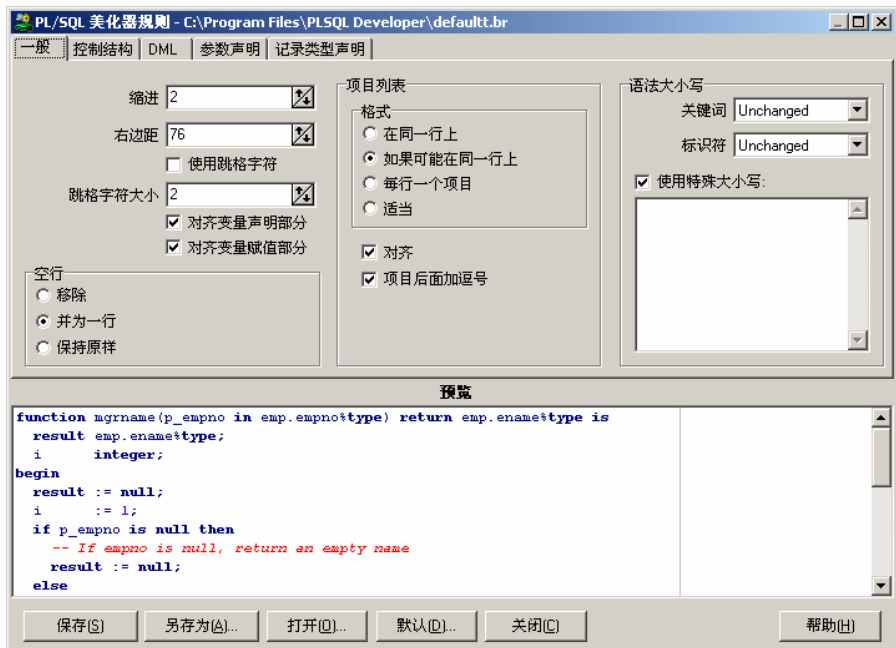 PL/SQL 美化器规则 - C:\Program Files\PLSQL Developer\defaultt.br
一般 控制结构 DML 参数声明 记录类型声明
缩进 2
右边距 76
使用跳格字符
跳格字符大小 2
对齐变量声明部分
对齐变量赋值部分
空行
移除
并为一行
保持原样
项目列表
格式
在同一行上
如果可能在同一行上
每行一个项目
适当
对齐
项目后面加逗号
语法大小写
关键词 Unchanged
标识符 Unchanged
使用特殊大小写:
预览
function mgrname(p_empno in emp.empno%type) return emp.ename%type is
result emp.ename%type;
i integer;
begin
result := null;
i := 1;
if p_empno is null then
-- If empno is null, return an empty name
result := null;
else
保存(S) 另存为(A)... 打开(O)... 默认(D)... 关闭(C) 帮助(H)